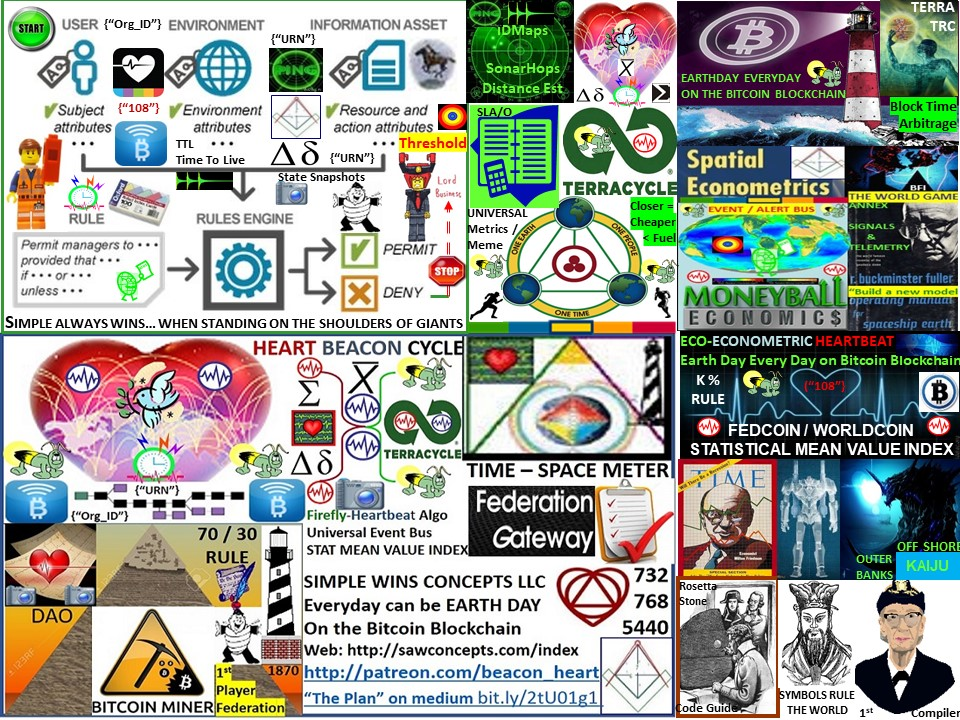 START
USER
{"Org_ID"}
ENVIRONMENT
INFORMATION ASSET
{"URN"}
{"108"}
Subject
attributes
Environment
attributes
Resource and
action attributes
TTL
Time To Live
Δ δ
{"URN"}
Threshold
State Snapshots
Lord
Business
RULE
RULES ENGINE
Permit managers to • • •
provided that • • •
if • • • or • • •
unless • • •
PERMIT
DENY
STOP
SIMPLE ALWAYS WINS... WHEN STANDING ON THE SHOULDERS OF GIANTS
IDMaps
SonarHops
Distance Est
X
Δ δ
SLA/O
TERRACYCLE
UNIVERSAL
Metrics /
Meme
Closer =
Cheaper
< Fuel
ONE EARTH
ONE PEOPLE
ONE TIME
TERRA
TRC
EARTHDAY EVERYDAY
ON THE BITCOIN BLOCKCHAIN
Block Time
Arbitrage
Spatial
Econometrics
BFI
THE WORLD GAME
EVENT / ALERT BUS
ANNEX
SIGNALS
&
TELEMETRY
r. buckminster fuller
"Build a new model
operating manual
for
spaceship earth
MONEYBALL
ECONOMICS
HEART BEACON CYCLE
Σ
X
Δ δ
TERRACYCLE
{"URN"}
{"Org_ID"}
Firefly-Heartbeat Algo
Universal Event Bus
STAT MEAN VALUE INDEX
TIME – SPACE METER
Federation
Gateway
ECO-ECONOMETRIC HEARTBEAT
Earth Day Every Day on Bitcoin Blockchain
K %
RULE
{"108"}
FEDCOIN / WORLDCOIN
STATISTICAL MEAN VALUE INDEX
TIME
SPECIAL SECTION
OUTER
BANKS
OFF SHORE
KAIJU
70 / 30
RULE
DAO
123RF
BITCOIN MINER
1st
Player
Federation
1870
SIMPLE WINS CONCEPTS LLC
Everyday can be EARTH DAY
On the Bitcoin Blockchain
Web: http://sawconcepts.com/index
http://patreon.com/beacon_heart
"The Plan" on medium bit.ly/2tU01g1
732
768
5440
Rosetta
Stone
Code Guide
SYMBOLS RULE
THE WORLD
1st Compiler